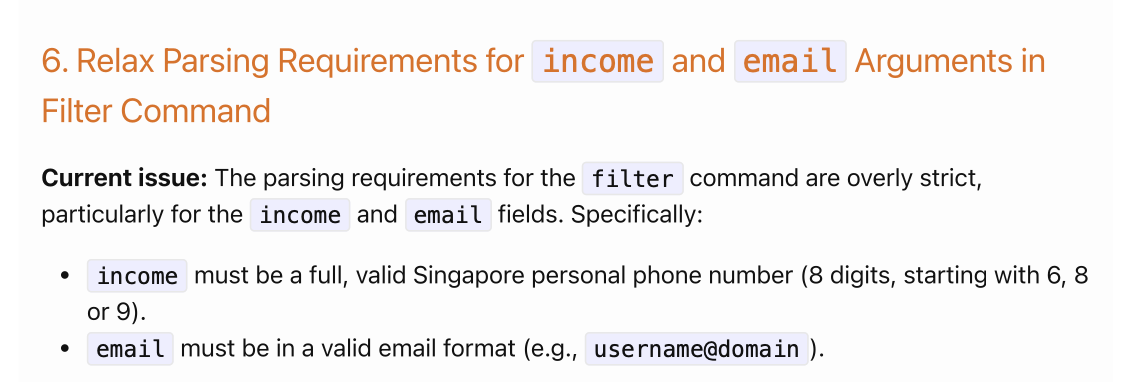 6. Relax Parsing Requirements for income and email Arguments in
Filter Command
Current issue: The parsing requirements for the filter command are overly strict,
particularly for the income and email fields. Specifically:
• income must be a full, valid Singapore personal phone number (8 digits, starting with 6, 8
or 9).
• email must be in a valid email format (e.g., username@domain).